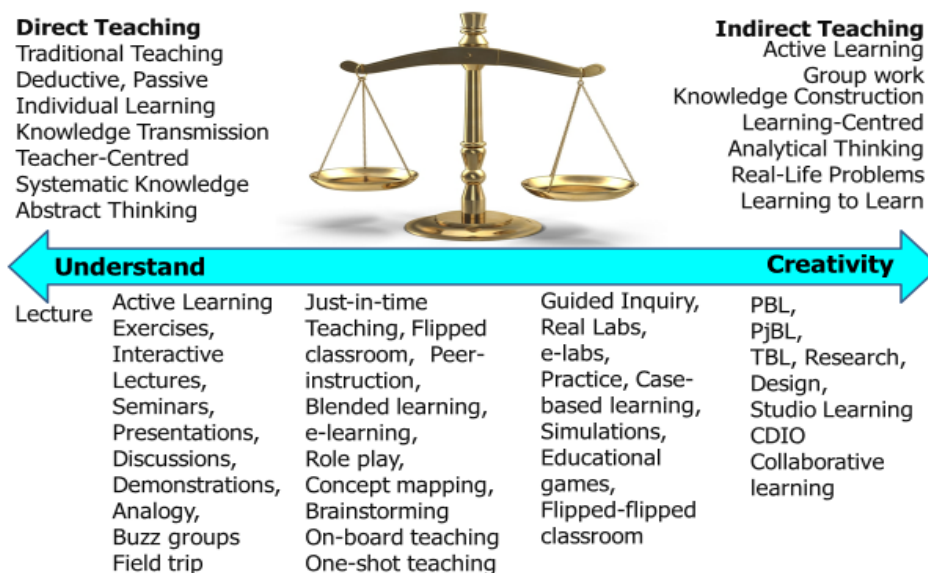 Direct Teaching
Traditional Teaching
Deductive, Passive
Individual Learning
Knowledge Transmission
Teacher-Centred
Systematic Knowledge
Abstract Thinking
Indirect Teaching
Active Learning
Group work
Knowledge Construction
Learning-Centred
Analytical Thinking
Real-Life Problems
Learning to Learn
Understand
Creativity
Lecture
Active Learning
Exercises,
Interactive
Lectures,
Seminars,
Presentations,
Discussions,
Demonstrations,
Analogy,
Buzz groups
Field trip
Just-in-time
Teaching, Flipped
classroom, Peer-
instruction,
Blended learning,
e-learning,
Role play,
Concept mapping,
Brainstorming
On-board teaching
One-shot teaching
Guided Inquiry,
Real Labs,
e-labs,
Practice, Case-
based learning,
Simulations,
Educational
games,
Flipped-flipped
classroom
PBL,
PjBL,
TBL, Research,
Design,
Studio Learning
CDIO
Collaborative
learning